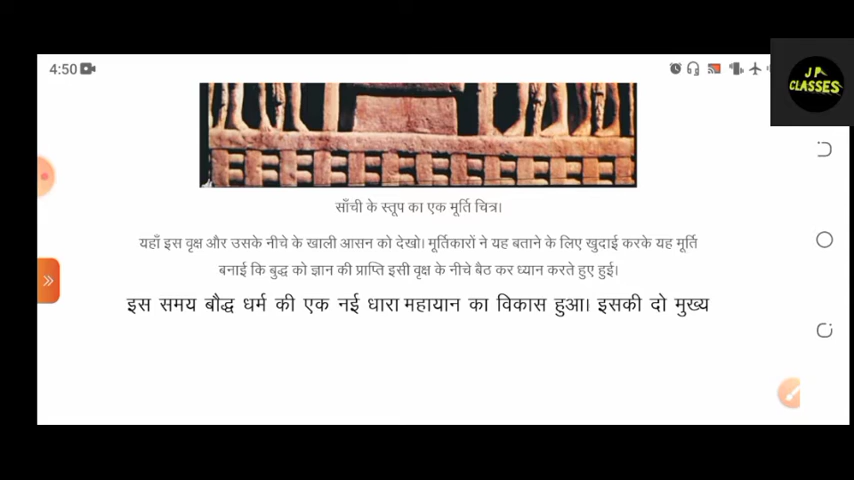 4:50
J P
CLASSES
साँची के स्तूप का एक मूर्ति चित्र।
यहाँ इस वृक्ष और उसके नीचे के खाली आसन को देखो। मूर्तिकारों ने यह बताने के लिए खुदाई करके यह मूर्ति
बनाई कि बुद्ध को ज्ञान की प्राप्ति इसी वृक्ष के नीचे बैठ कर ध्यान करते हुए हुई।
इस समय बौद्ध धर्म की एक नई धारा महायान का विकास हुआ। इसकी दो मुख्य